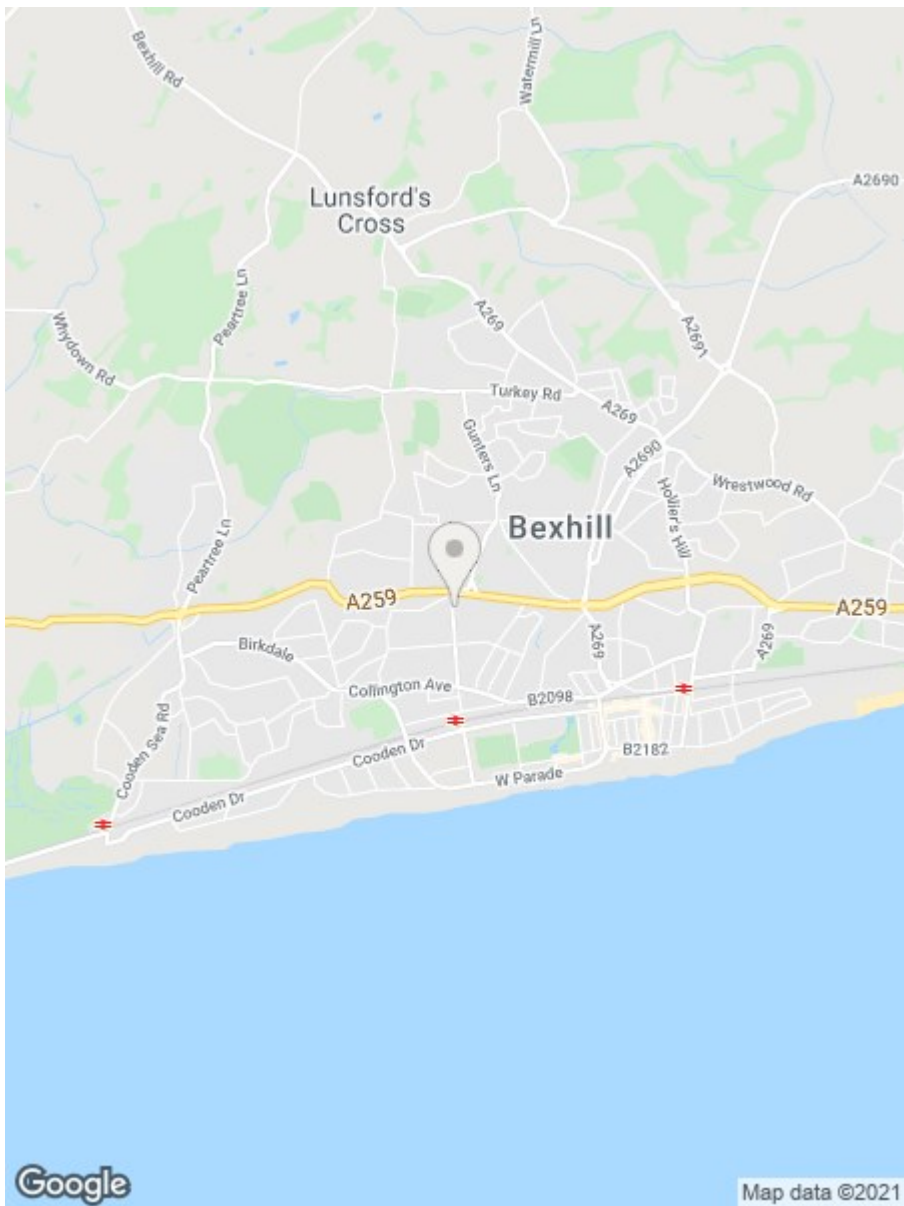 Bexhill Rd
Watermill Ln
A2690
Lunsford's
Cross
Peartree Ln
A269
A2691
Whydown Rd
Turkey Rd
A269
Gunters Ln
A2690
Wrestwood Rd
Hollier's Hill
Bexhill
Peartree Ln
A259
A259
A269
A269
Birkdale
Collington Ave
B2098
Cooden Sea Rd
Cooden Dr
B2182
W Parade
Cooden Dr
Google
Map data ©2021